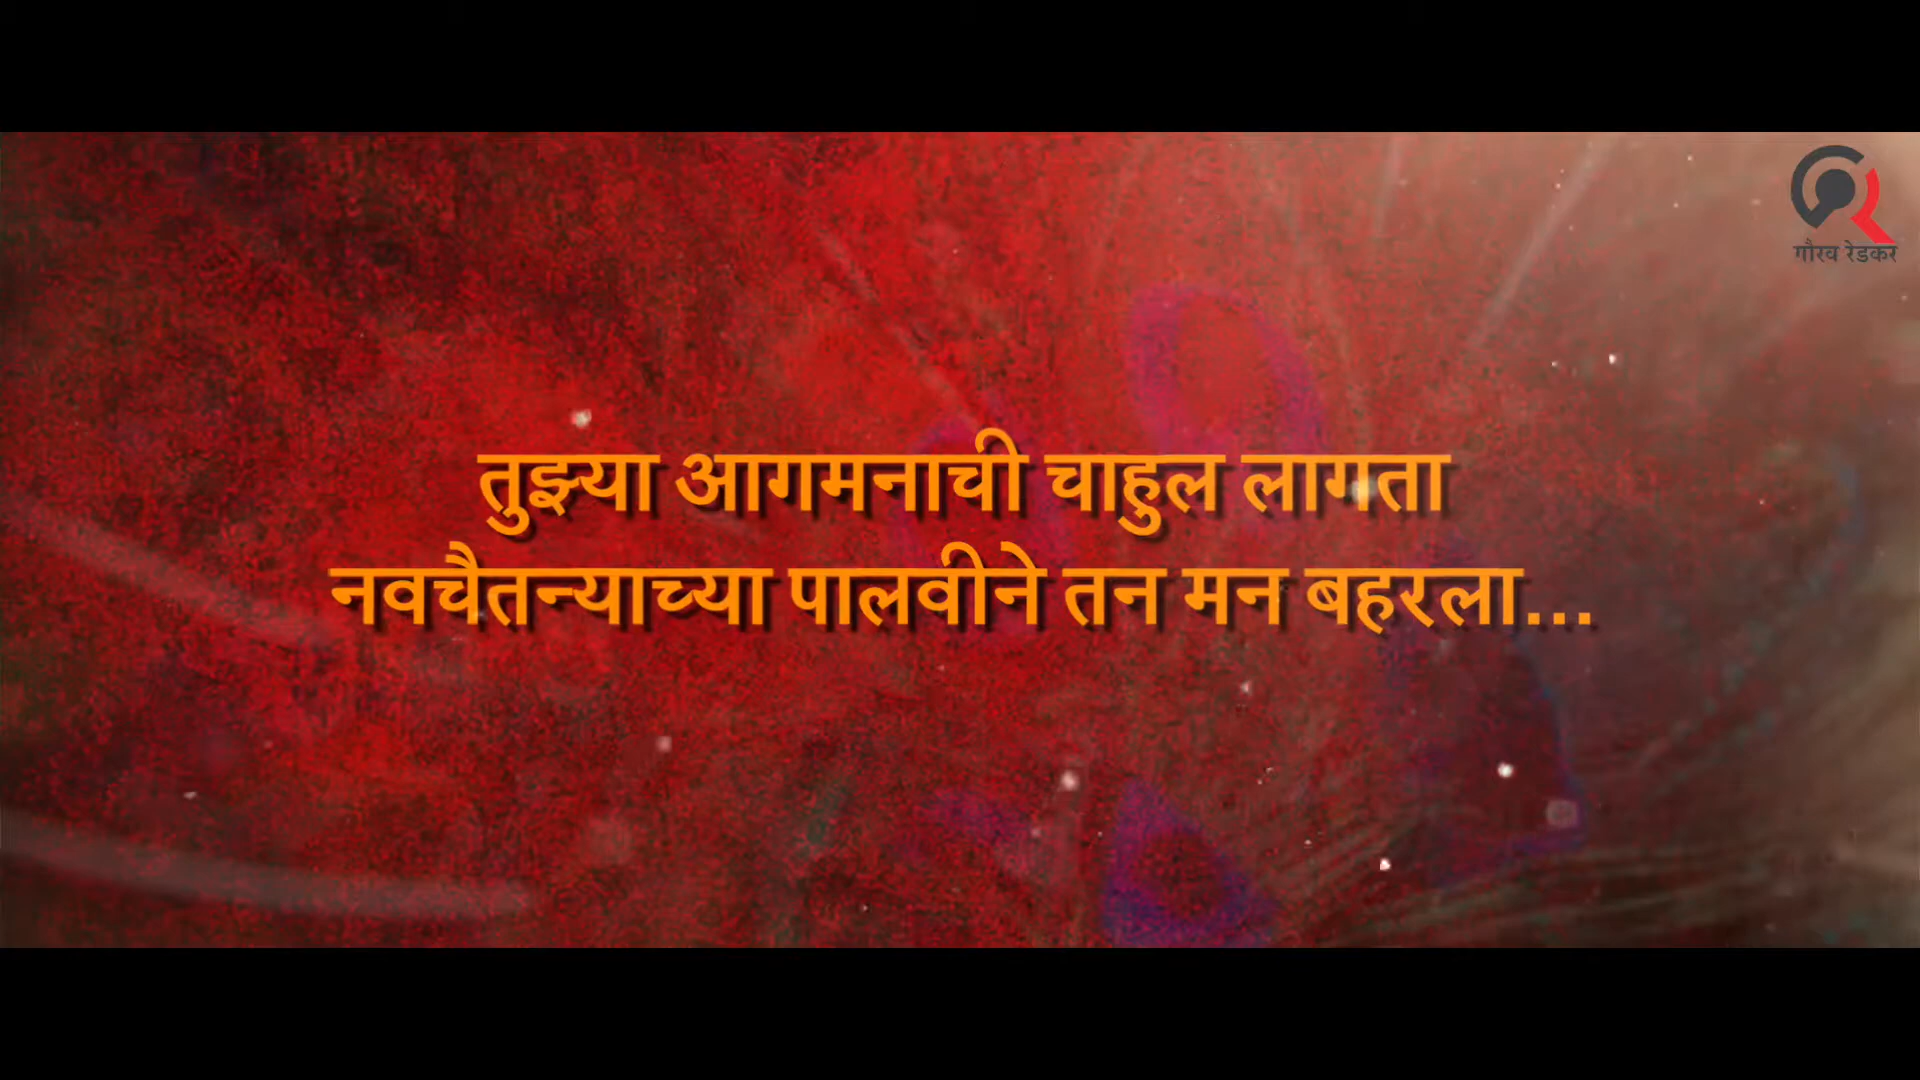 गौरव रेडकर
तुझ्या आगमनाची चाहुल लागता
नवचैतन्याच्या पालवीने तन मन बहरला...